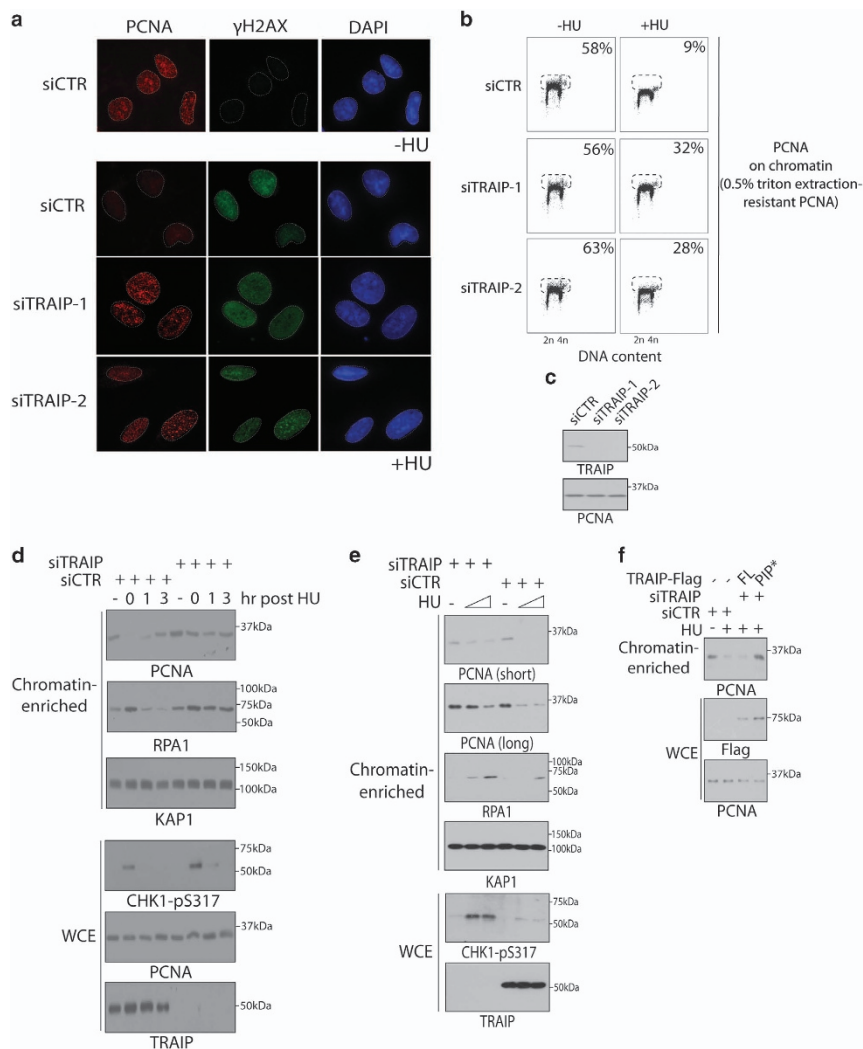 a
PCNA γH2AX DAPI
siCTR
-HU
siCTR
siTRAIP-1
siTRAIP-2
+HU
b
-HU +HU
siCTR 58% 9%
siTRAIP-1 56% 32%
siTRAIP-2 63% 28%
PCNA
on chromatin
(0.5% triton extraction-
resistant PCNA)
2n 4n 2n 4n
DNA content
c
siCTR siTRAIP-1 siTRAIP-2
50kDa
TRAIP
37kDa
PCNA
d
siTRAIP + + + +
siCTR + + + +
- 0 1 3 - 0 1 3 hr post HU
Chromatin-
enriched
37kDa
PCNA
100kDa
75kDa
50kDa
RPA1
150kDa
100kDa
KAP1
WCE
75kDa
50kDa
CHK1-pS317
37kDa
PCNA
50kDa
TRAIP
e
siTRAIP + + +
siCTR + + +
HU - -
Chromatin-
enriched
37kDa
PCNA (short)
37kDa
PCNA (long)
100kDa
75kDa
50kDa
RPA1
150kDa
100kDa
KAP1
WCE
75kDa
50kDa
CHK1-pS317
50kDa
TRAIP
f
TRAIP-Flag - - FL PIP*
siTRAIP + +
siCTR + +
HU - + + +
Chromatin-
enriched
37kDa
PCNA
WCE
75kDa
Flag
37kDa
PCNA